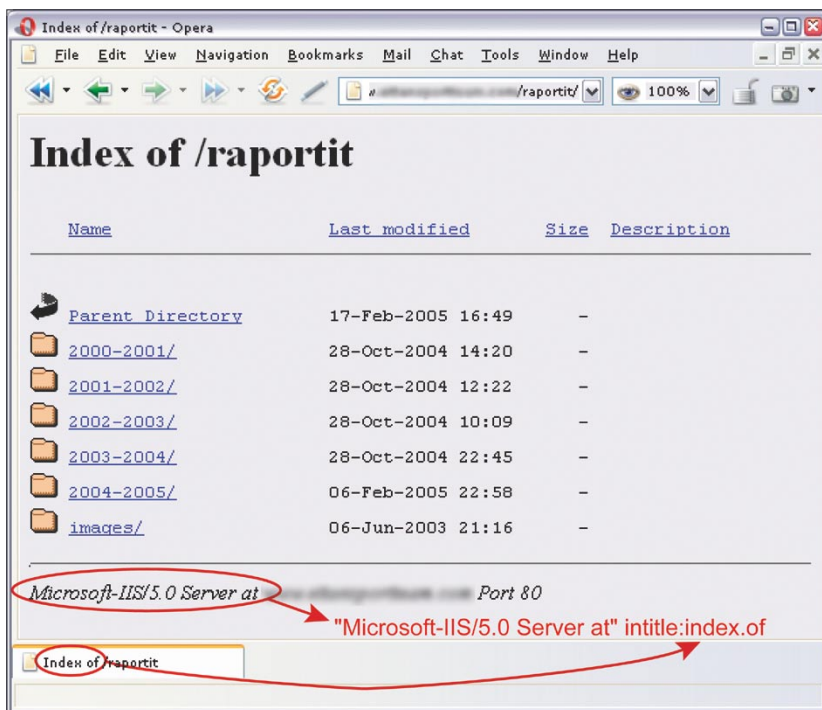 Index of /raportit - Opera
File Edit View Navigation Bookmarks Mail Chat Tools Window Help
/raportit/ 100%
Index of /raportit
Name Last modified Size Description
Parent Directory 17-Feb-2005 16:49 -
2000-2001/ 28-Oct-2004 14:20 -
2001-2002/ 28-Oct-2004 12:22 -
2002-2003/ 28-Oct-2004 10:09 -
2003-2004/ 28-Oct-2004 22:45 -
2004-2005/ 06-Feb-2005 22:58 -
images/ 06-Jun-2003 21:16 -
Microsoft-IIS/5.0 Server at Port 80
"Microsoft-IIS/5.0 Server at" intitle:index.of
Index of /raportit